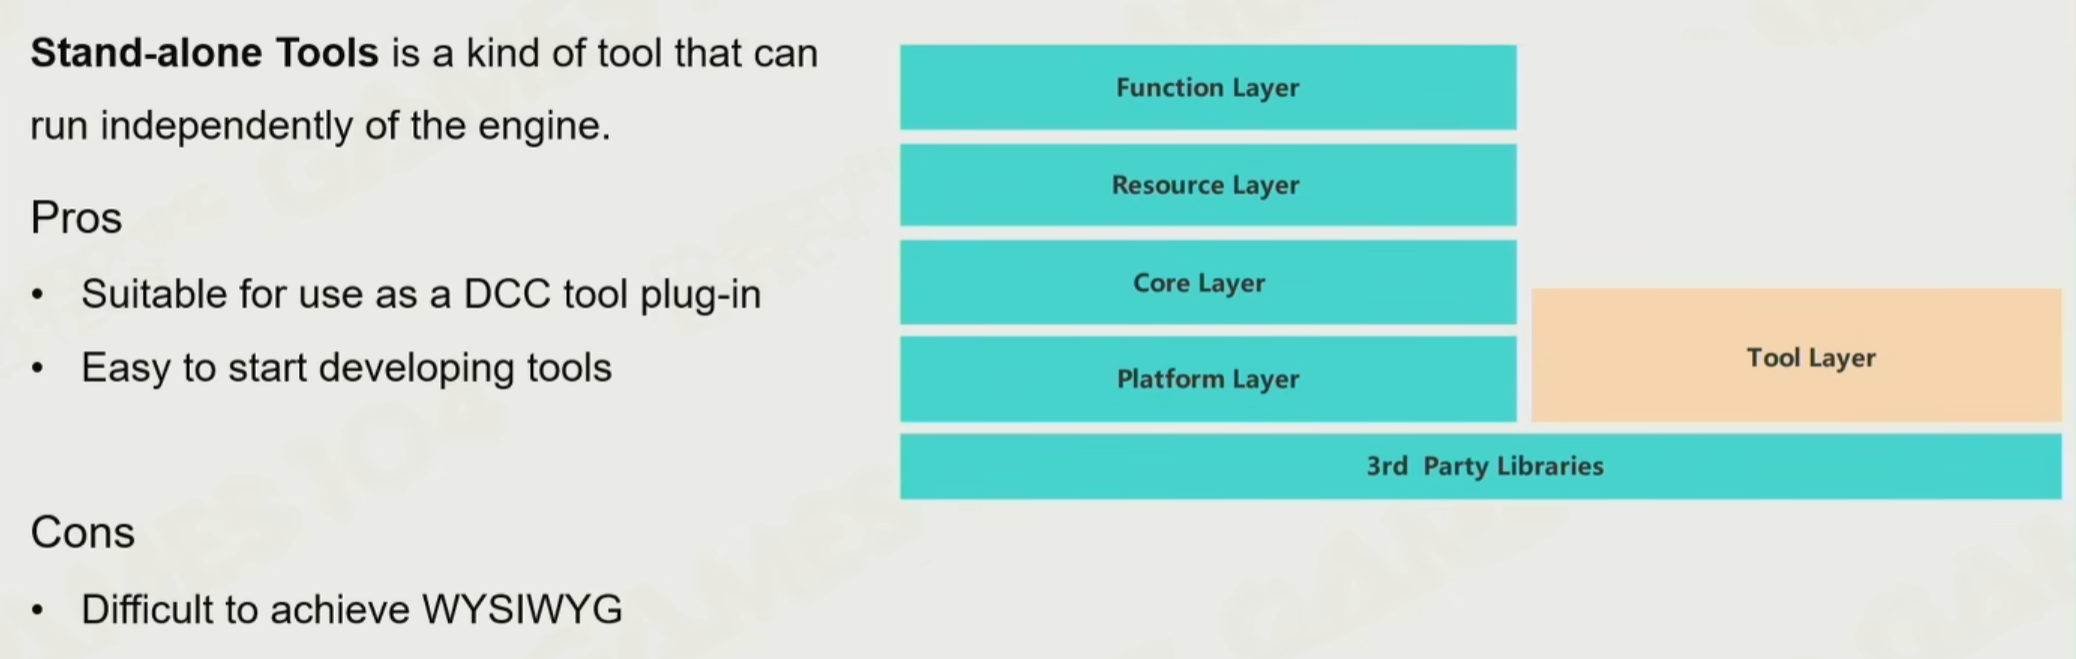 Stand-alone Tools is a kind of tool that can
run independently of the engine.
Pros
• Suitable for use as a DCC tool plug-in
• Easy to start developing tools
Cons
• Difficult to achieve WYSIWYG
Function Layer
Resource Layer
Core Layer
Platform Layer
Tool Layer
3rd Party Libraries